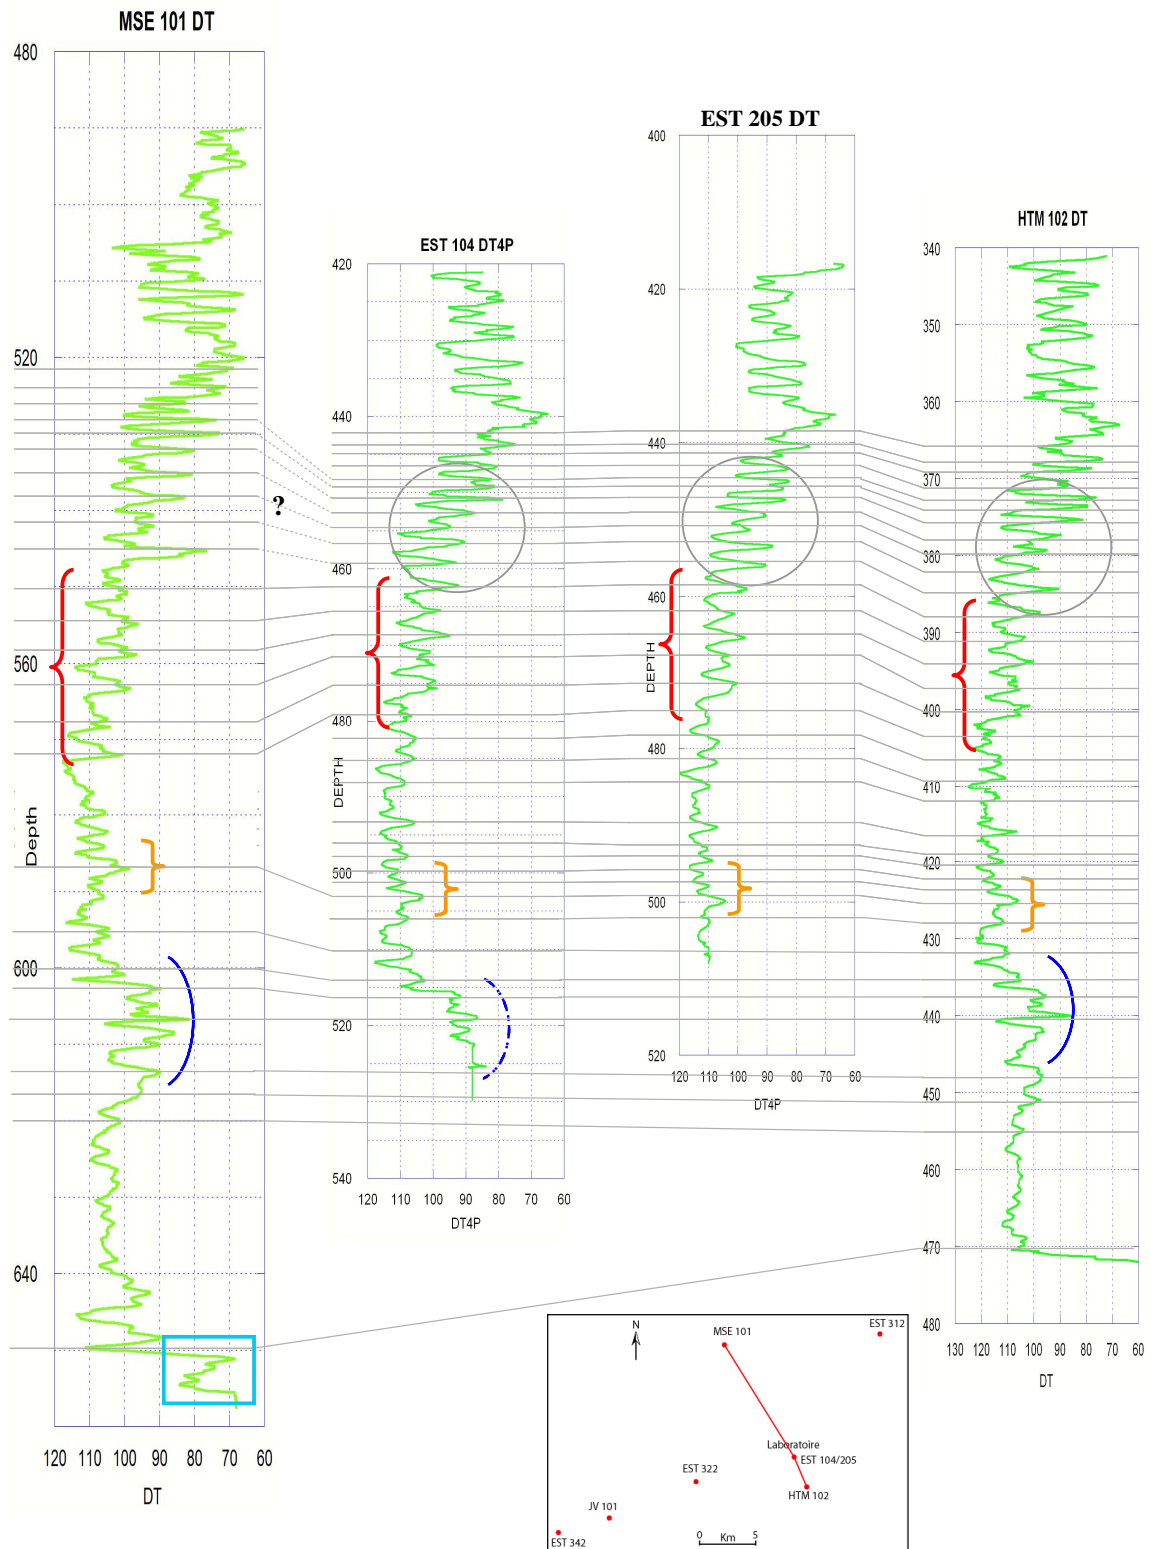 MSE 101 DT
480
520
560
600
640
Depth
120 110 100 90 80 70 60
DT
?
EST 104 DT4P
420
440
460
480
500
520
540
DEPTH
120 110 100 90 80 70 60
DT4P
EST 205 DT
400
420
440
460
480
500
520
DEPTH
120 110 100 90 80 70 60
DT4P
HTM 102 DT
340
350
360
370
380
390
400
410
420
430
440
450
460
470
480
130 120 110 100 90 80 70 60
DT
N
MSE 101
EST 312
Laboratoire
EST 104/205
EST 322
HTM 102
JV 101
EST 342
0 Km 5